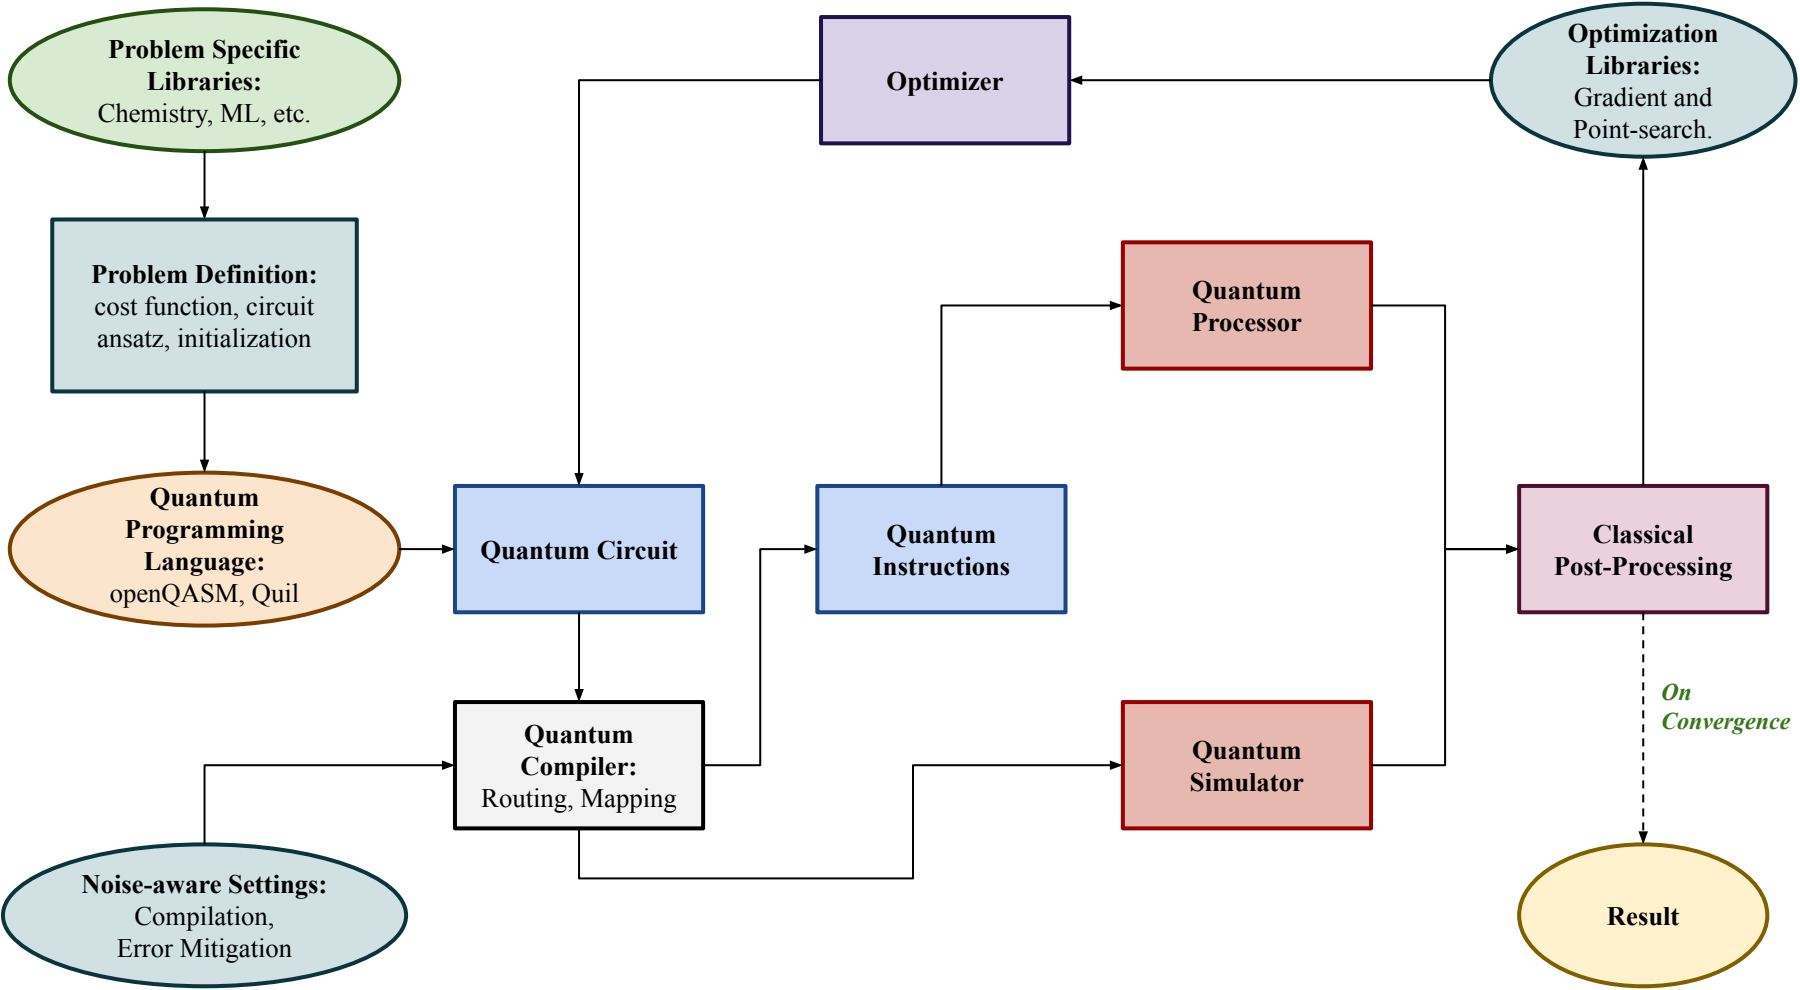 Problem Specific
Libraries:
Chemistry, ML, etc.
Optimizer
Optimization
Libraries:
Gradient and
Point-search.
Problem Definition:
cost function, circuit
ansatz, initialization
Quantum
Processor
Quantum
Programming
Language:
openQASM, Quil
Quantum Circuit
Quantum
Instructions
Classical
Post-Processing
Quantum
Compiler:
Routing, Mapping
Quantum
Simulator
On
Convergence
Noise-aware Settings:
Compilation,
Error Mitigation
Result